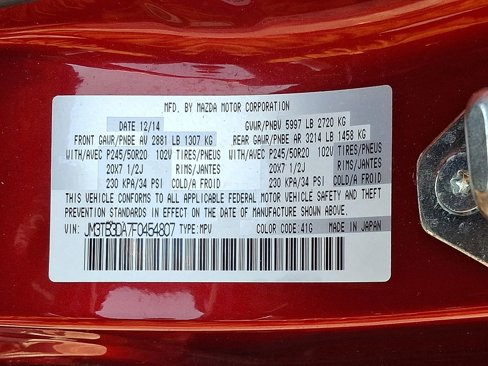 MFD. BY MAZDA MOTOR CORPORATION
DATE 12/14 GVWR/PNBV 5997 LB 2720 KG
FRONT GAWR/PNBE AV 2881 LB 1307 KG REAR GAWR/PNBE AR 3214 LB 1458 KG
WITH/AVEC P245/50R20 102V TIRES/PNEUS WITH/AVEC P245/50R20 102V TIRES/PNEUS
20X7 1/2J RIMS/JANTES 20X7 1/2J RIMS/JANTES
230 KPA/34 PSI COLD/A FROID 230 KPA/34 PSI COLD/A FROID
THIS VEHICLE CONFORMS TO ALL APPLICABLE FEDERAL MOTOR VEHICLE SAFETY AND THEFT
PREVENTION STANDARDS IN EFFECT ON THE DATE OF MANUFACTURE SHOWN ABOVE.
VIN: JM3TB3DA7F0454807 TYPE:MPV COLOR CODE:41G MADE IN JAPAN